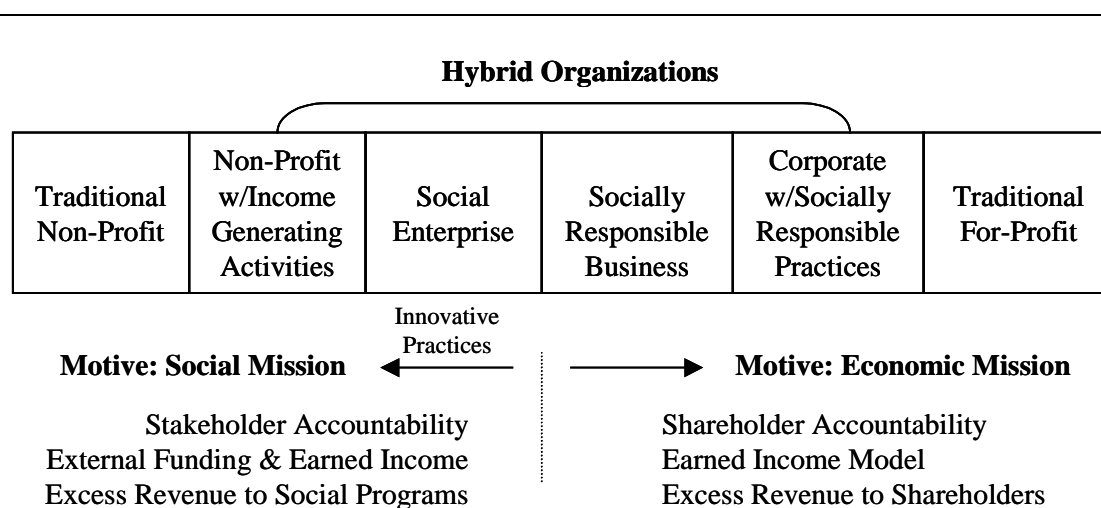 Hybrid Organizations
Traditional
Non-Profit
Non-Profit
w/Income
Generating
Activities
Social
Enterprise
Socially
Responsible
Business
Corporate
w/Socially
Responsible
Practices
Traditional
For-Profit
Innovative
Practices
Motive: Social Mission
Motive: Economic Mission
Stakeholder Accountability
External Funding & Earned Income
Excess Revenue to Social Programs
Shareholder Accountability
Earned Income Model
Excess Revenue to Shareholders